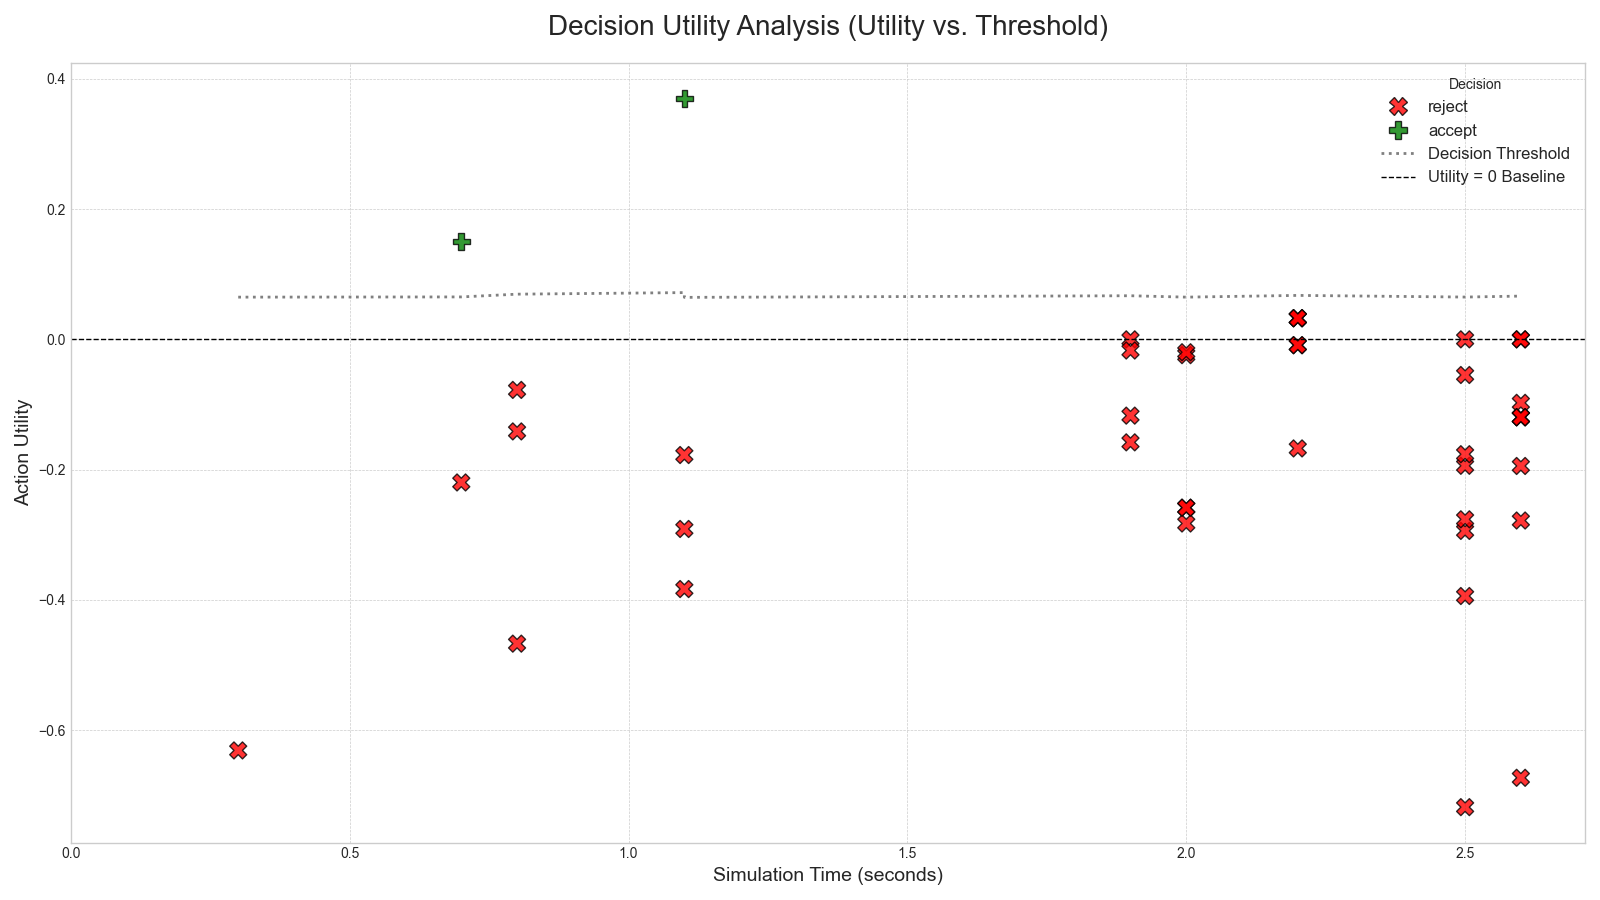 Decision Utility Analysis (Utility vs. Threshold)
Decision
reject
accept
Decision Threshold
Utility = 0 Baseline
Action Utility
0.4
0.2
0.0
−0.2
−0.4
−0.6
0.0 0.5 1.0 1.5 2.0 2.5
Simulation Time (seconds)